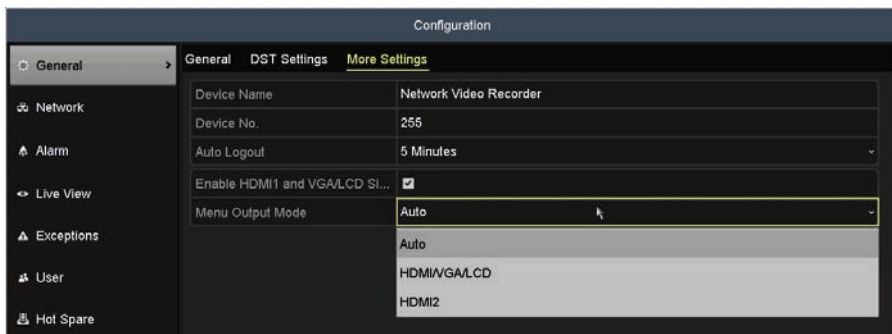 Configuration
General
General DST Settings More Settings
Device Name Network Video Recorder
Network
Device No. 255
Alarm
Auto Logout 5 Minutes
Enable HDMI1 and VGA/LCD Si...
Live View
Menu Output Mode Auto
Exceptions
Auto
User
HDMI/VGA/LCD
HDMI2
Hot Spare